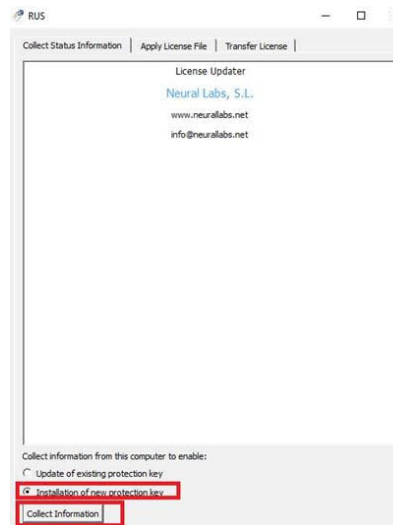 RUS
Collect Status Information | Apply License File | Transfer License
License Updater
Neural Labs, S.L.
www.neurallabs.net
info@neurallabs.net
Collect information from this computer to enable:
Update of existing protection key
Installation of new protection key
Collect Information